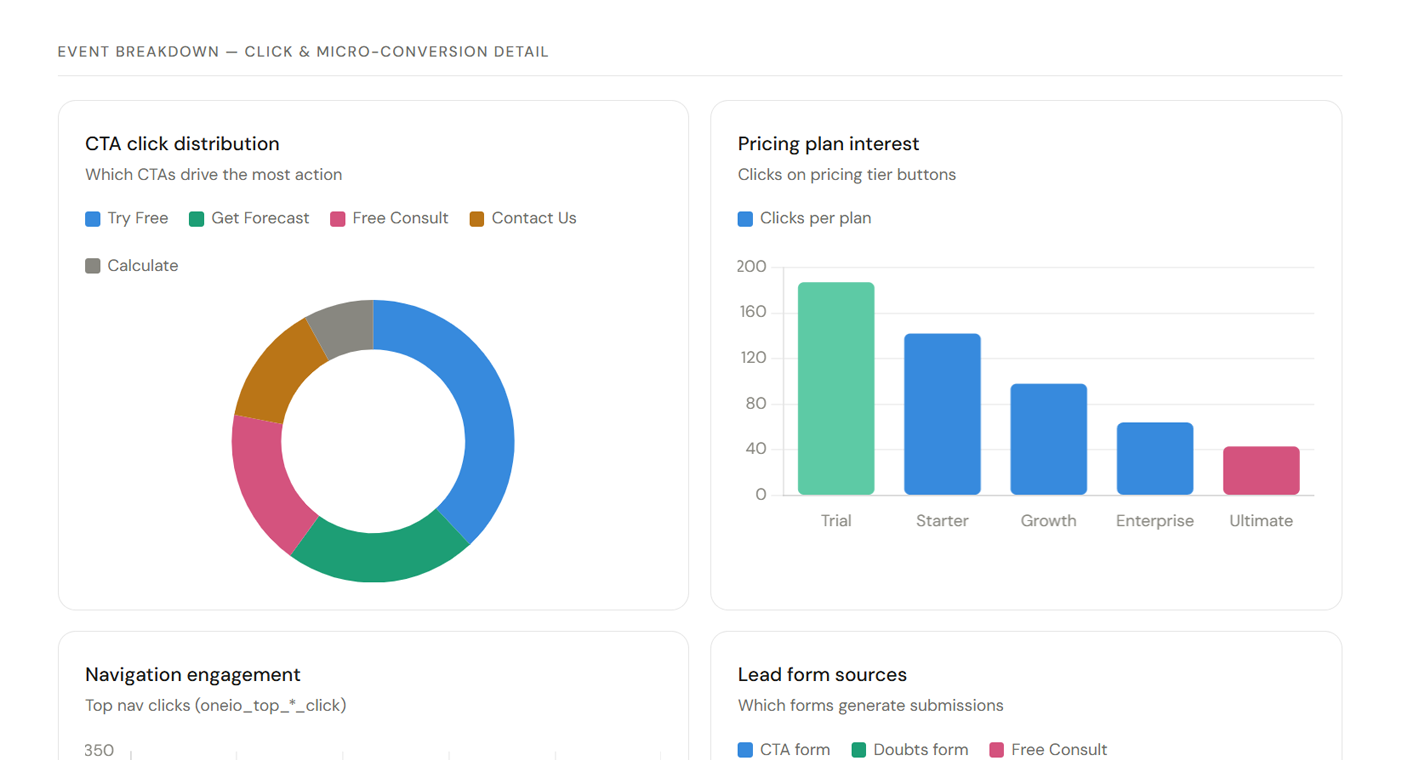 EVENT BREAKDOWN — CLICK & MICRO-CONVERSION DETAIL
CTA click distribution
Which CTAs drive the most action
Try Free Get Forecast Free Consult Contact Us
Calculate
Pricing plan interest
Clicks on pricing tier buttons
Clicks per plan
200
160
120
80
40
0
Trial Starter Growth Enterprise Ultimate
Navigation engagement
Top nav clicks (oneio_top_*_click)
350
Lead form sources
Which forms generate submissions
CTA form Doubts form Free Consult